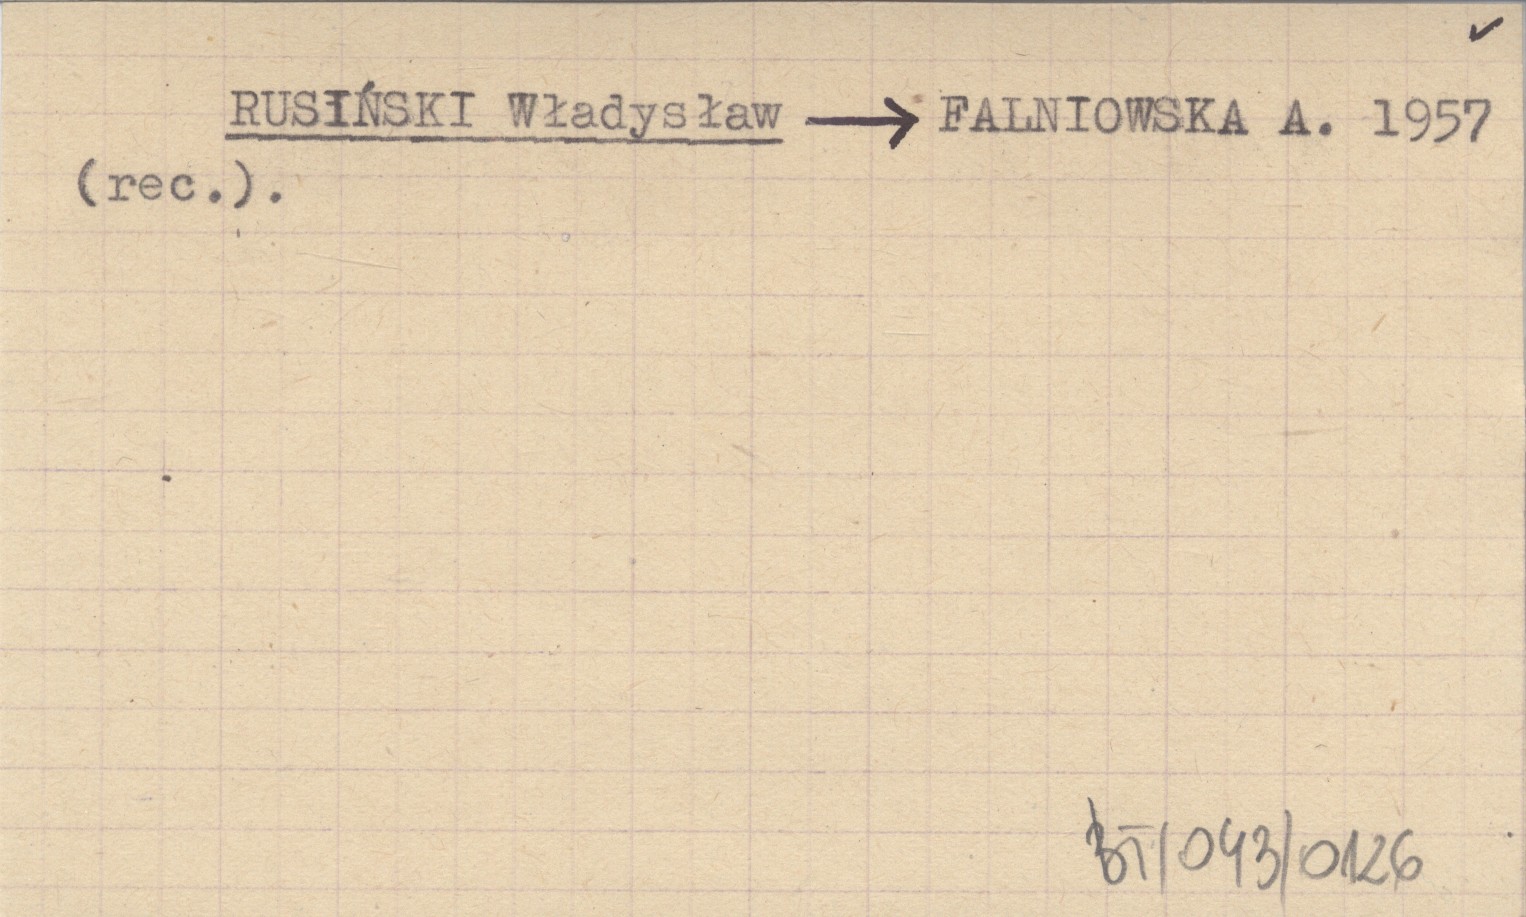 RUSIŃSKI Władysław → FALNIOWSKA A. 1957
(rec.).
BT/043/0126